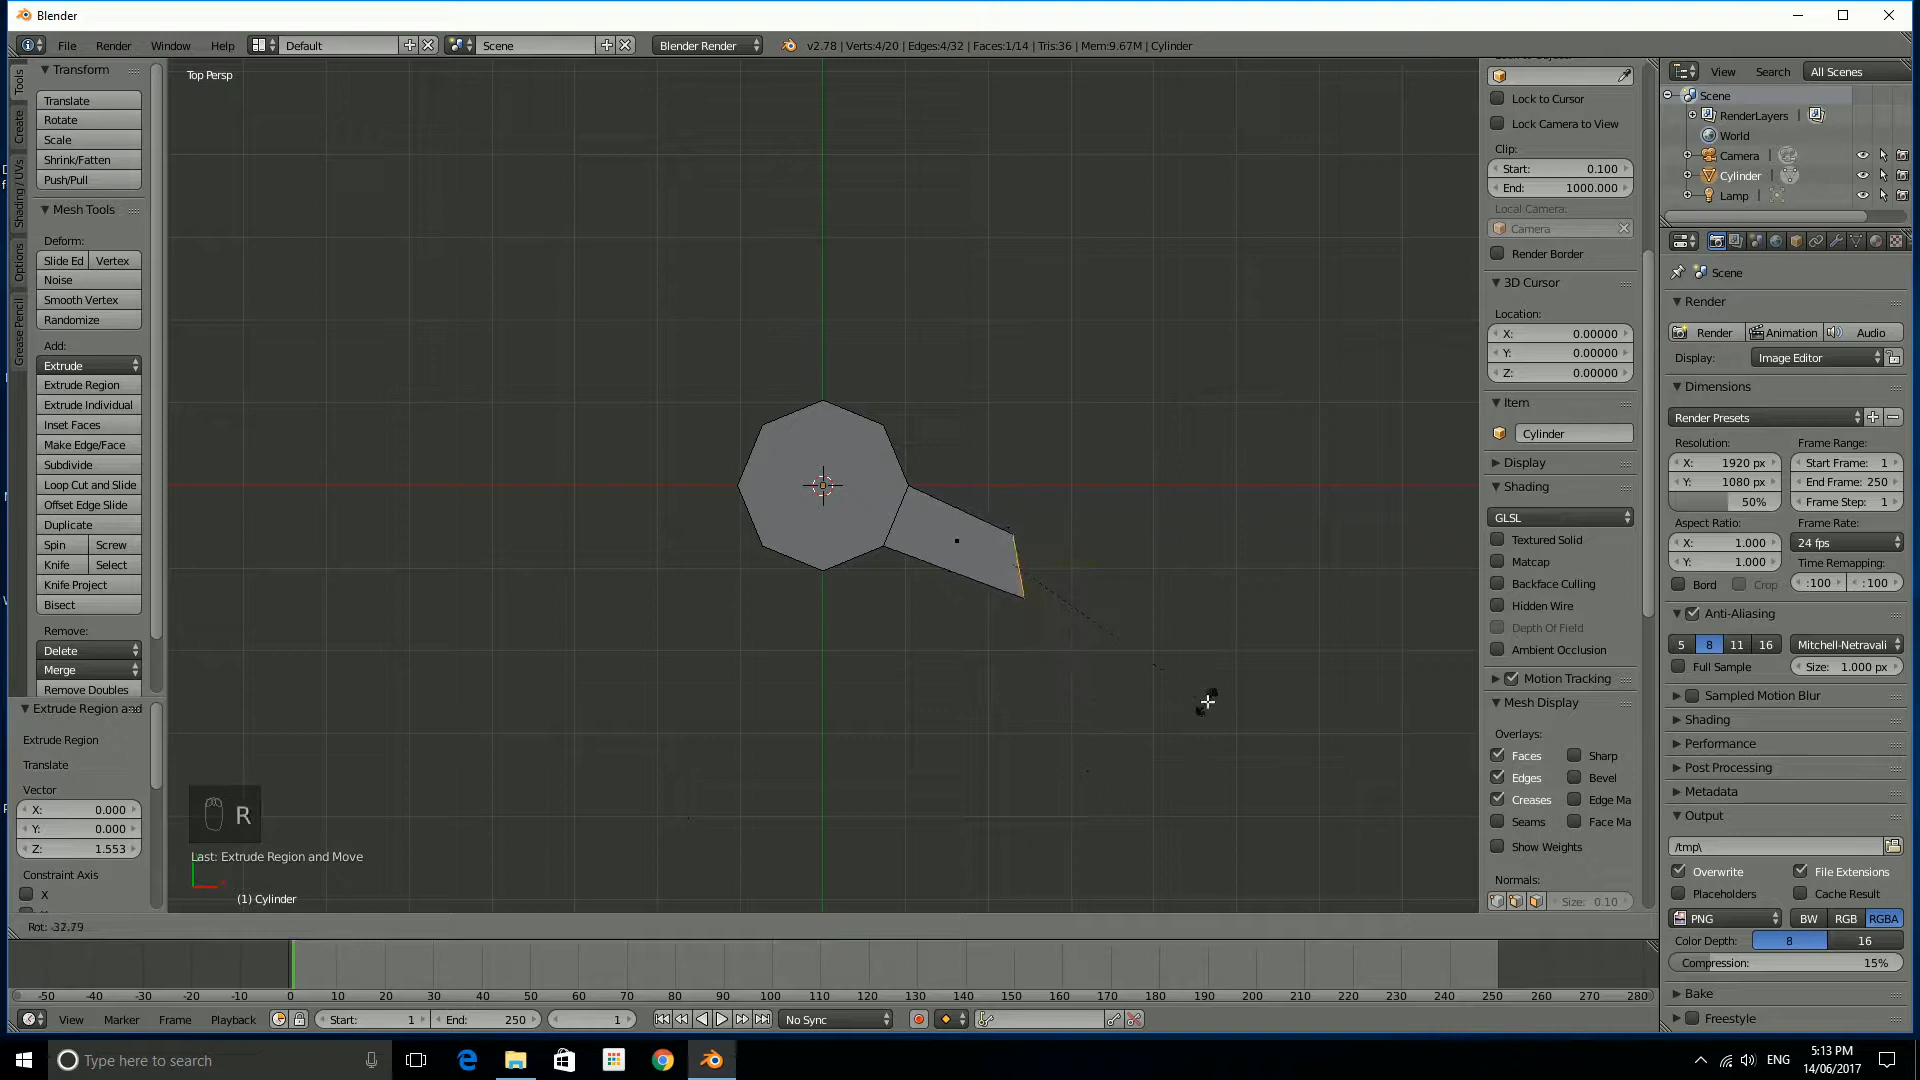 Blender
File Render Window Help Default Scene Blender Render v2.78 | Verts:4/20 | Edges:4/32 | Faces:1/14 | Tris:36 | Mem:9.67M | Cylinder
Tools
Create
Shading / UVs
Options
Grease Pencil
Transform
Translate
Rotate
Scale
Shrink/Fatten
Push/Pull
Mesh Tools
Deform:
Slide Ed Vertex
Noise
Smooth Vertex
Randomize
Add:
Extrude
Extrude Region
Extrude Individual
Inset Faces
Make Edge/Face
Subdivide
Loop Cut and Slide
Offset Edge Slide
Duplicate
Spin Screw
Knife Select
Knife Project
Bisect
Remove:
Delete
Merge
Remove Doubles
Extrude Region and
Extrude Region
Translate
Vector
X: 0.000
Y: 0.000
Z: 1.553
Constraint Axis
X
Top Persp
R
Last: Extrude Region and Move
(1) Cylinder
Rot: -32.79
Lock to Cursor
Lock Camera to View
Clip:
Start: 0.100
End: 1000.000
Local Camera:
Camera
Render Border
3D Cursor
Location:
X: 0.00000
Y: 0.00000
Z: 0.00000
Item
Cylinder
Display
Shading
GLSL
Textured Solid
Matcap
Backface Culling
Hidden Wire
Depth Of Field
Ambient Occlusion
Motion Tracking
Mesh Display
Overlays:
Faces Sharp
Edges Bevel
Creases Edge Ma
Seams Face Ma
Show Weights
Normals:
Size: 0.10
View Search All Scenes
Scene
RenderLayers |
World
Camera |
Cylinder |
Lamp |
Scene
Render
Render Animation Audio
Display: Image Editor
Dimensions
Render Presets
Resolution: Frame Range:
X: 1920 px Start Frame: 1
Y: 1080 px End Frame: 250
50% Frame Step: 1
Aspect Ratio: Frame Rate:
X: 1.000 24 fps
Y: 1.000 Time Remapping:
Bord Crop :100 :100
Anti-Aliasing
5 8 11 16 Mitchell-Netravali
Full Sample Size: 1.000 px
Sampled Motion Blur
Shading
Performance
Post Processing
Metadata
Output
/tmp\
Overwrite File Extensions
Placeholders Cache Result
PNG BW RGB RGBA
Color Depth: 8 16
Compression: 15%
Bake
Freestyle
-50 -40 -30 -20 -10 0 10 20 30 40 50 60 70 80 90 100 110 120 130 140 150 160 170 180 190 200 210 220 230 240 250 260 270 280
View Marker Frame Playback Start: 1 End: 250 1 No Sync
Type here to search
ENG
5:13 PM
14/06/2017